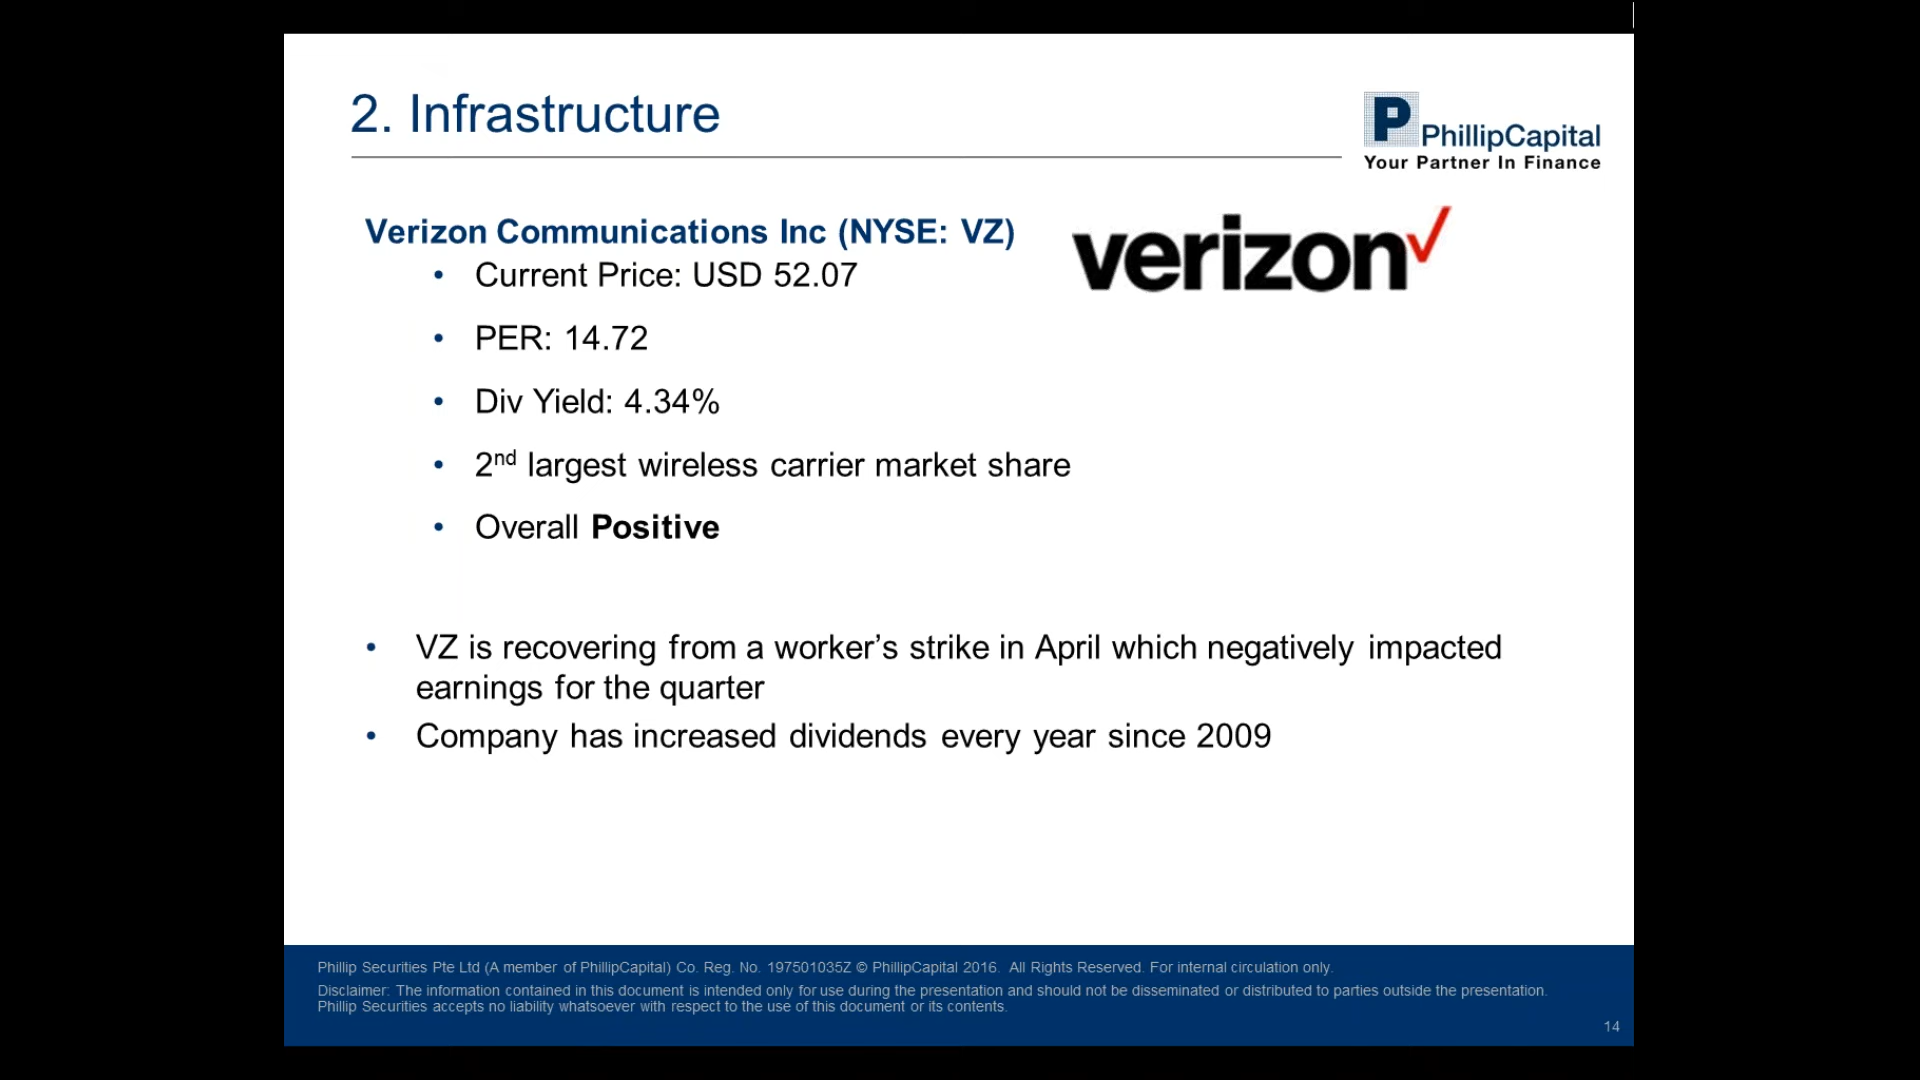 2. Infrastructure
P PhillipCapital
Your Partner In Finance
Verizon Communications Inc (NYSE: VZ)
verizon
• Current Price: USD 52.07
• PER: 14.72
• Div Yield: 4.34%
• 2nd largest wireless carrier market share
• Overall Positive
• VZ is recovering from a worker’s strike in April which negatively impacted
earnings for the quarter
• Company has increased dividends every year since 2009
Phillip Securities Pte Ltd (A member of PhillipCapital) Co. Reg. No. 197501035Z © PhillipCapital 2016. All Rights Reserved. For internal circulation only.
Disclaimer: The information contained in this document is intended only for use during the presentation and should not be disseminated or distributed to parties outside the presentation.
Phillip Securities accepts no liability whatsoever with respect to the use of this document or its contents.
14